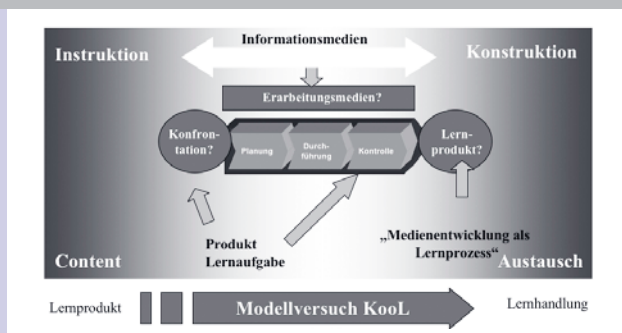 Informationsmedien
Instruktion
Konstruktion
Erarbeitungsmedien?
Konfron-
tation?
Planung
Durch-
führung
Kontrolle
Lern-
produkt?
Produkt
Lernaufgabe
„Medienentwicklung als
Lernprozess“
Content
Austausch
Lernprodukt
Modellversuch KooL
Lernhandlung